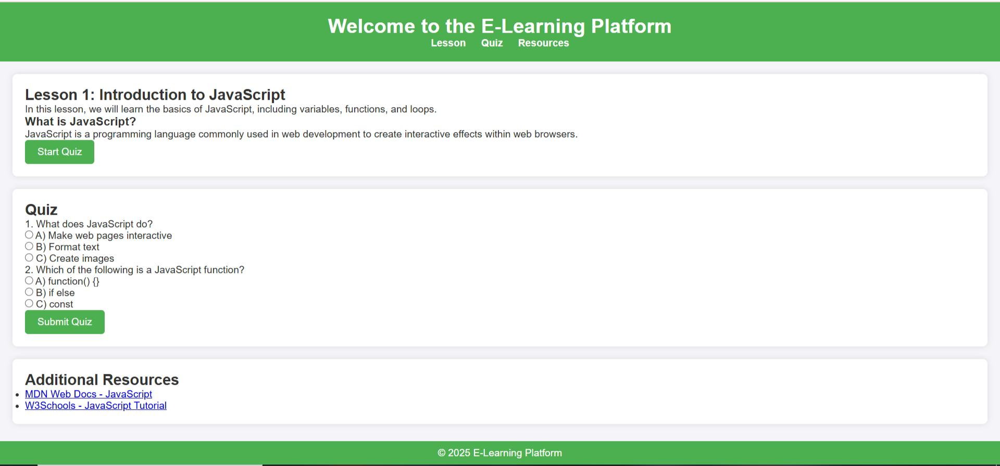 Welcome to the E-Learning Platform
Lesson Quiz Resources
Lesson 1: Introduction to JavaScript
In this lesson, we will learn the basics of JavaScript, including variables, functions, and loops.
What is JavaScript?
JavaScript is a programming language commonly used in web development to create interactive effects within web browsers.
Start Quiz
Quiz
1. What does JavaScript do?
A) Make web pages interactive
B) Format text
C) Create images
2. Which of the following is a JavaScript function?
A) function() {}
B) if else
C) const
Submit Quiz
Additional Resources
MDN Web Docs - JavaScript
W3Schools - JavaScript Tutorial
© 2025 E-Learning Platform